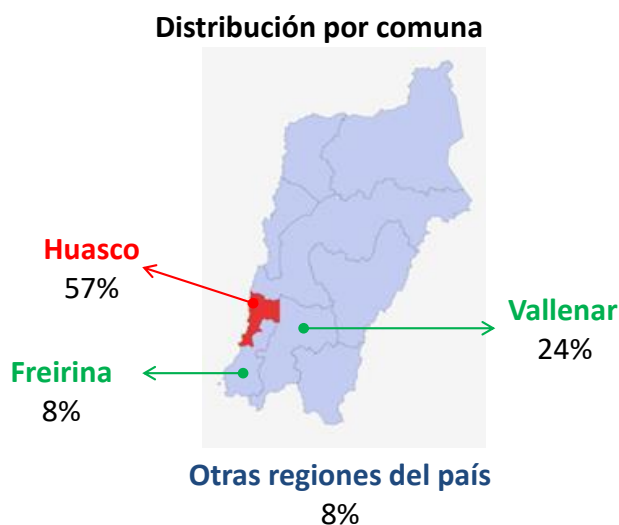 Distribución por comuna
Huasco
57%
Vallenar
24%
Freirina
8%
Otras regiones del país
8%